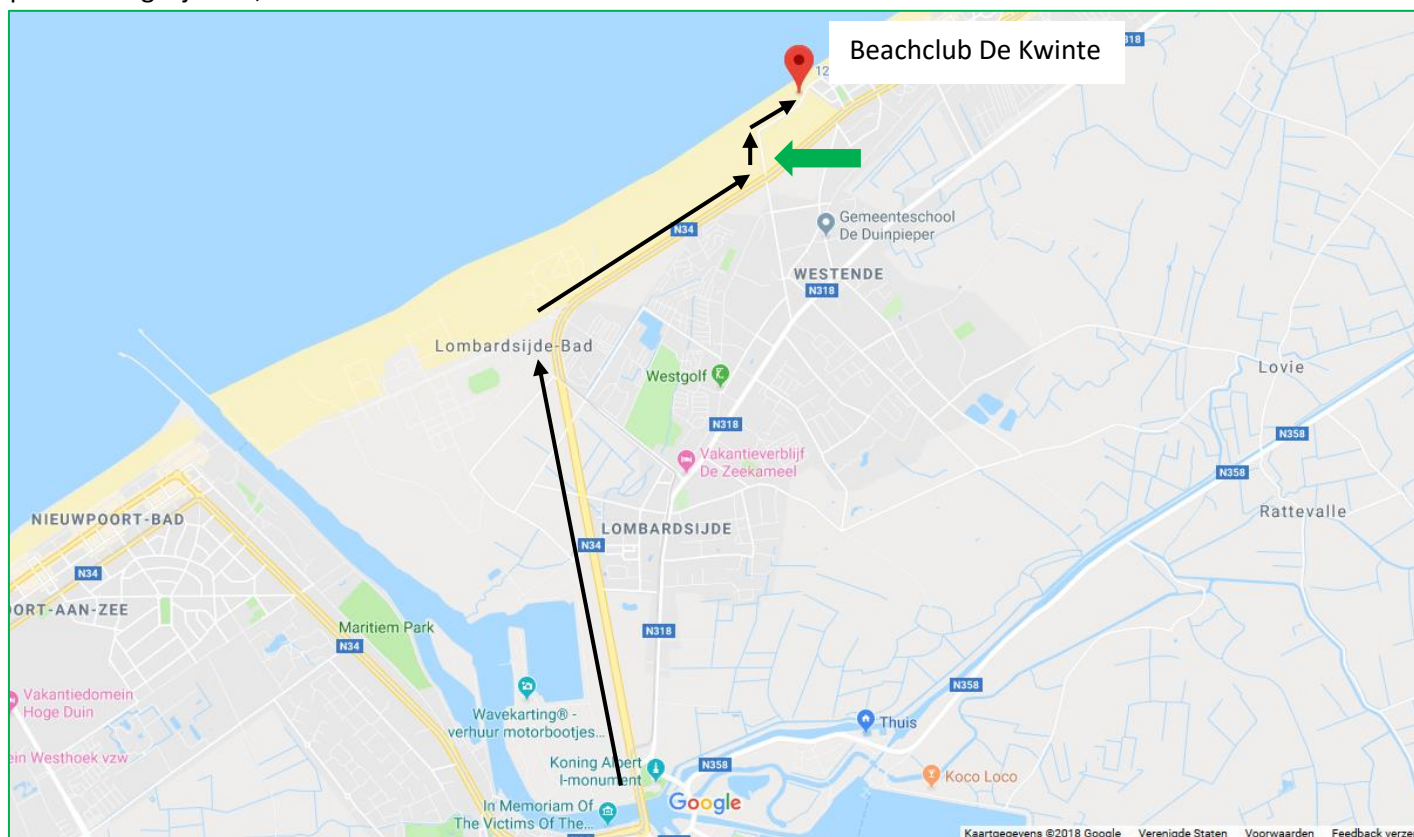 Beachclub De Kwinte
12
N318
Gemeenteschool
De Duinpieper
N34
WESTENDE
N318
Lombardsijde-Bad
Westgolf
Lovie
N318
N358
Vakantieverblijf
De Zeekameel
N358
NIEUWPOORT-BAD
LOMBARDSIJDE
Rattevalle
N34
N34
ORT-AAN-ZEE
Maritiem Park
N318
N34
Vakantiedomein
Hoge Duin
N358
Wavekarting® -
verhuur motorbootjes...
Thuis
ein Westhoek vzw
Koning Albert
I-monument
N358
Koco Loco
Google
In Memoriam Of
The Victims Of The...
Kaartgegevens ©2018 Google Verenigde Staten Voorwaarden Feedback verze